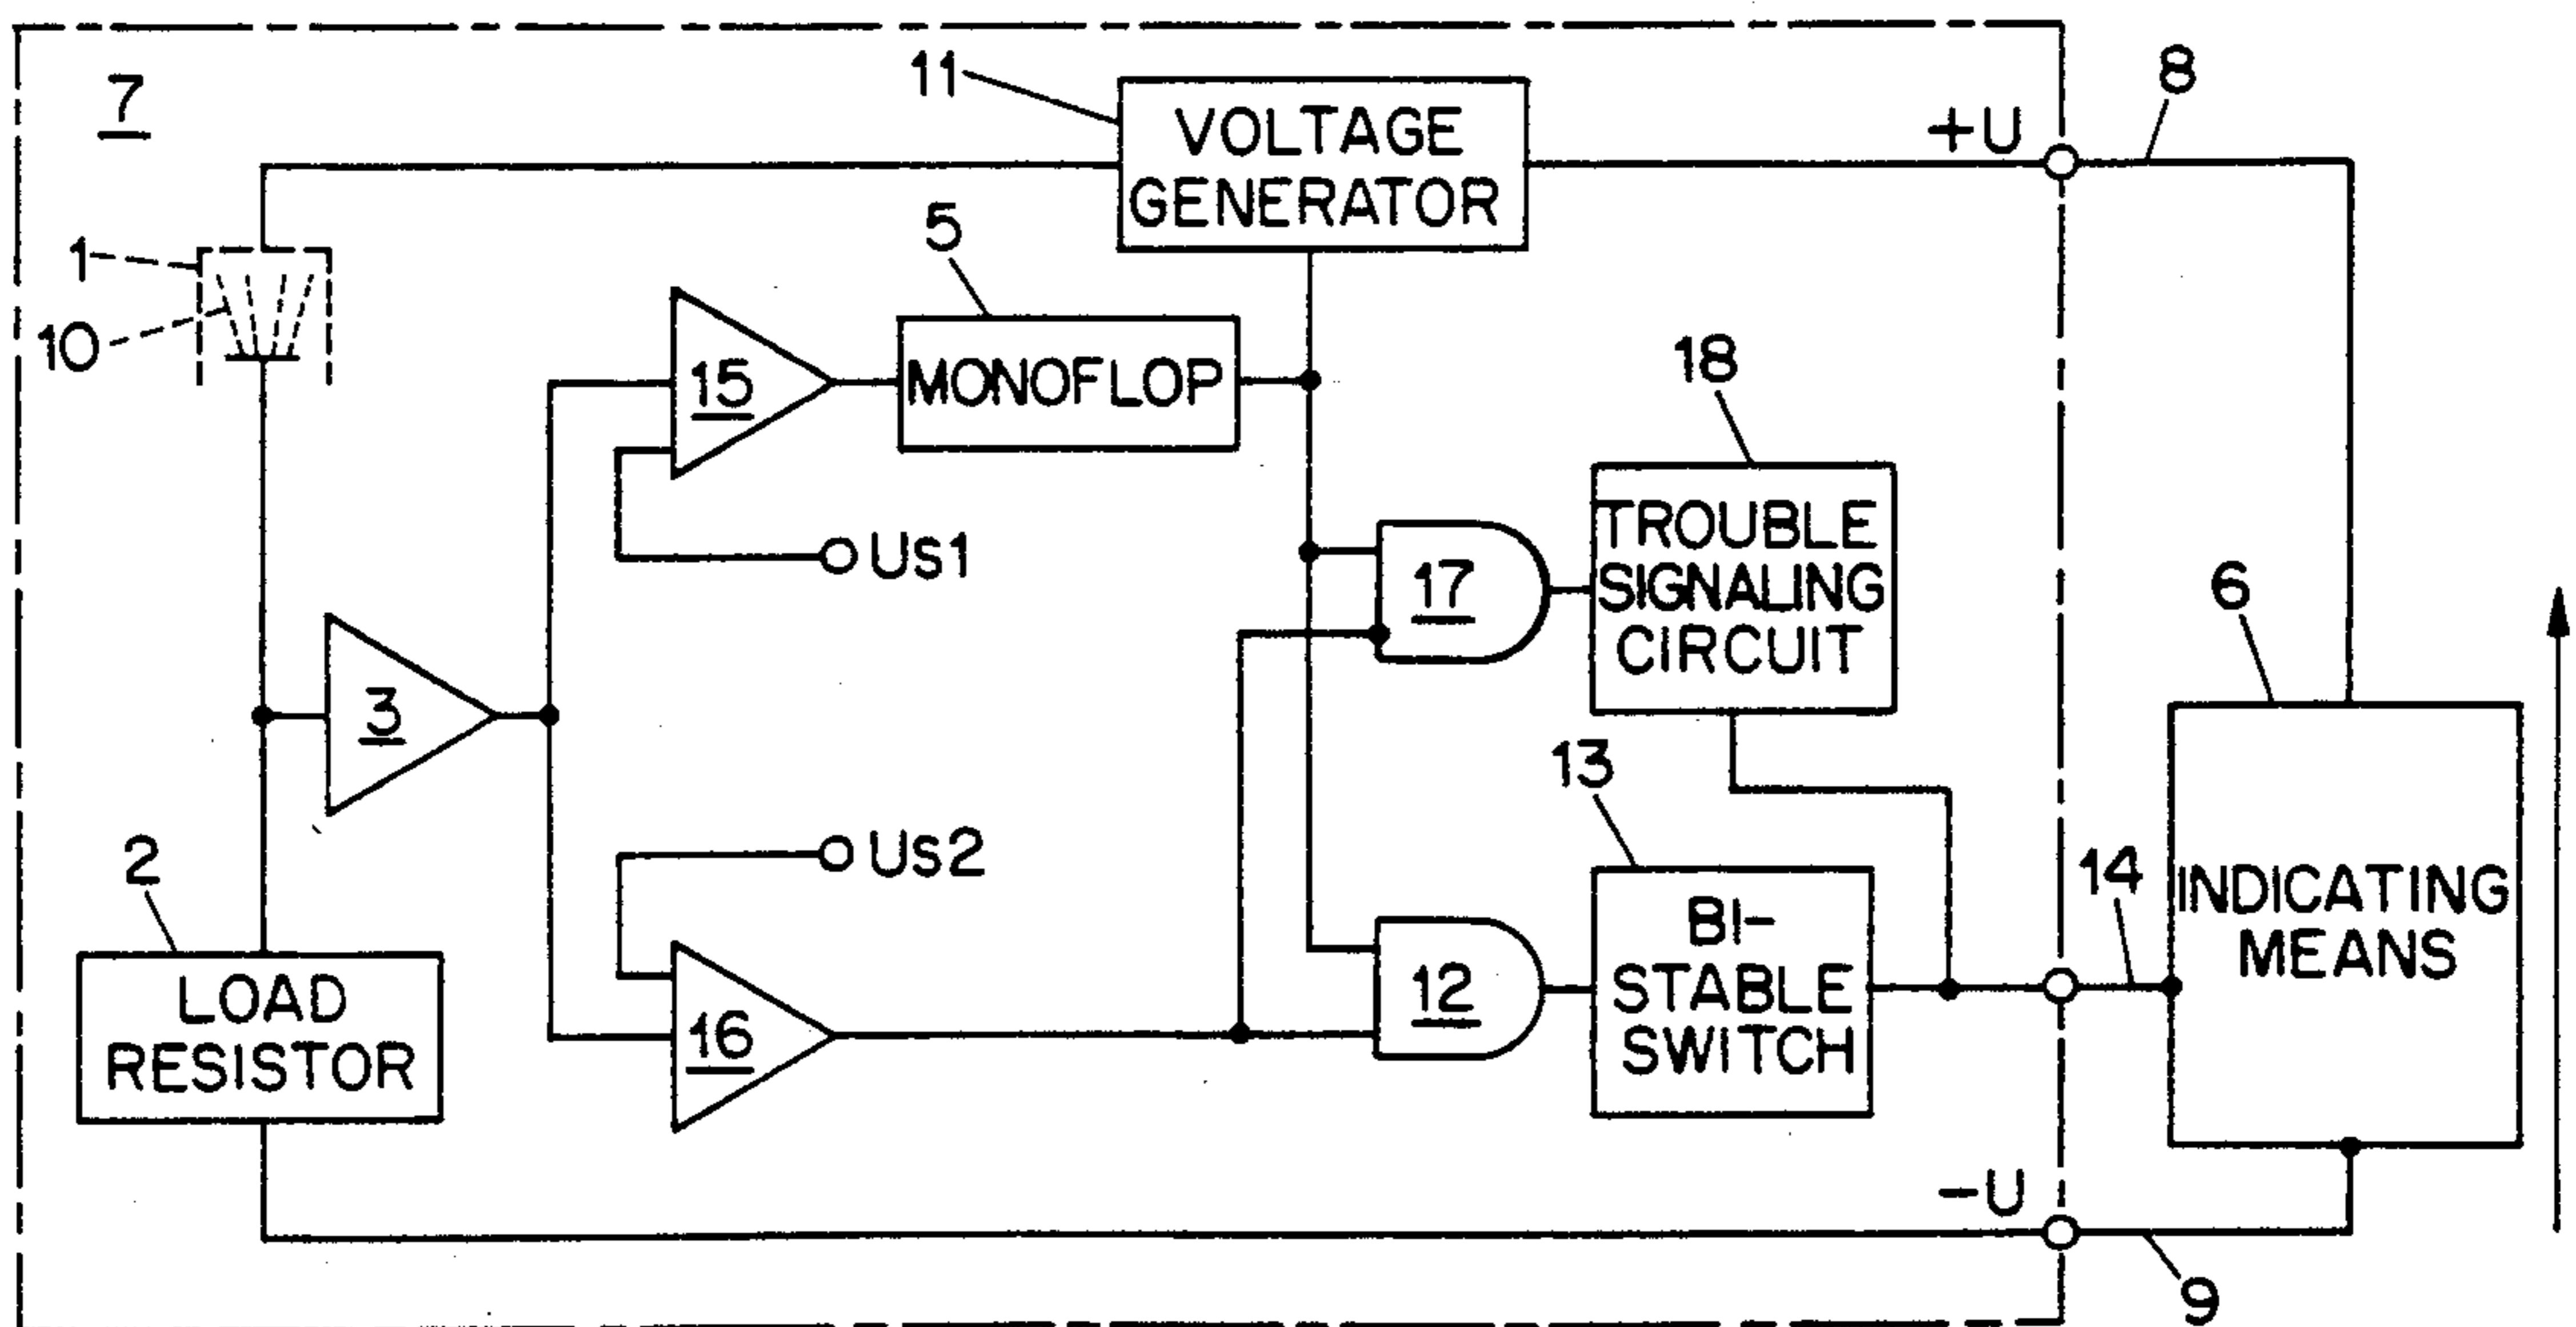 7
11
VOLTAGE
GENERATOR
+U
8
1
10
5
15
MONOFLOP
18
Us1
17
TROUBLE
SIGNALING
CIRCUIT
6
3
13
2
Us2
14
LOAD
RESISTOR
16
12
BI-
STABLE
SWITCH
INDICATING
MEANS
-U
9